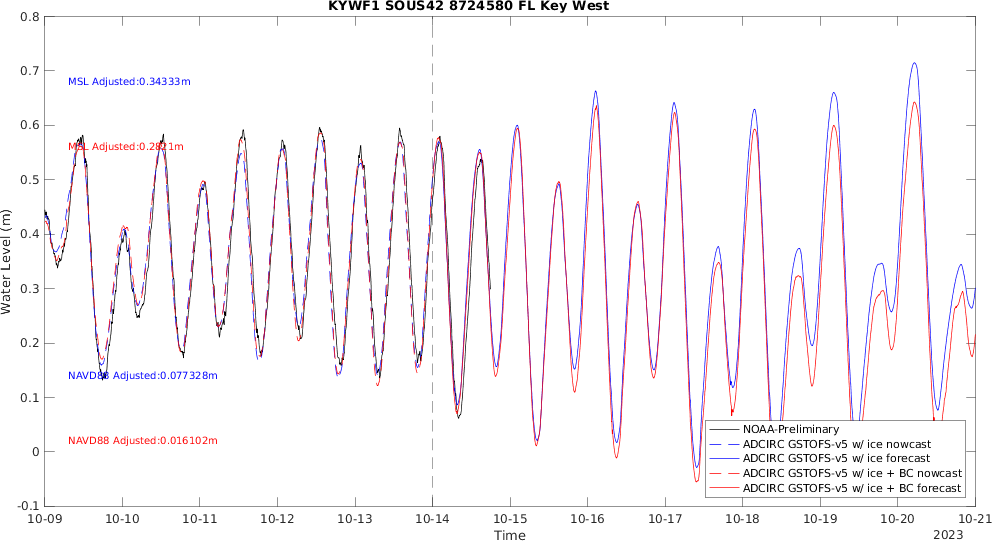 KYWF1 SOUS42 8724580 FL Key West
0.8
0.7
0.6
0.5
0.4
0.3
0.2
0.1
0
-0.1
Water Level (m)
MSL Adjusted:0.34333m
MSL Adjusted:0.2821m
NAVD88 Adjusted:0.077328m
NAVD88 Adjusted:0.016102m
NOAA-Preliminary
ADCIRC GSTOFS-v5 w/ ice nowcast
ADCIRC GSTOFS-v5 w/ ice forecast
ADCIRC GSTOFS-v5 w/ ice + BC nowcast
ADCIRC GSTOFS-v5 w/ ice + BC forecast
10-09 10-10 10-11 10-12 10-13 10-14 10-15 10-16 10-17 10-18 10-19 10-20 10-21
Time
2023